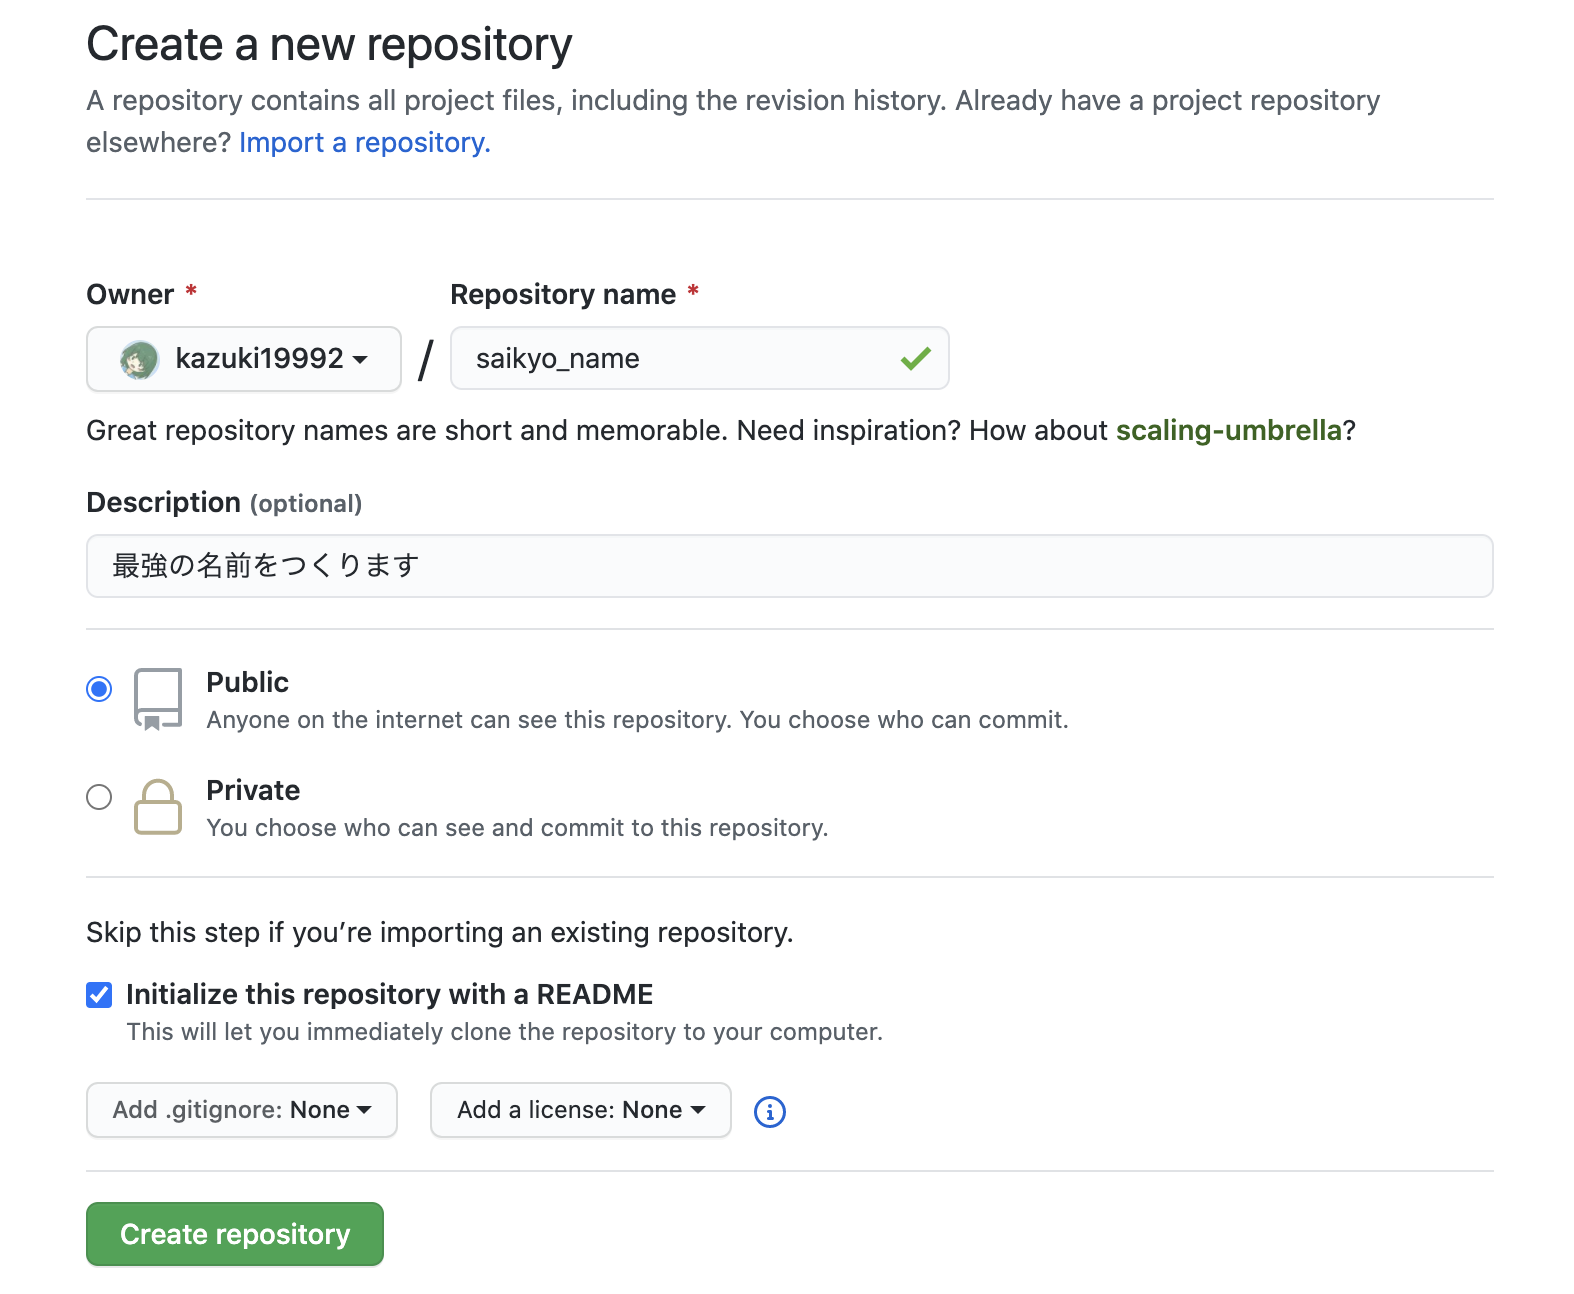 Create a new repository
A repository contains all project files, including the revision history. Already have a project repository
elsewhere? Import a repository.
Owner * Repository name *
kazuki19992 / saikyo_name
Great repository names are short and memorable. Need inspiration? How about scaling-umbrella?
Description (optional)
最強の名前をつくります
Public
Anyone on the internet can see this repository. You choose who can commit.
Private
You choose who can see and commit to this repository.
Skip this step if you’re importing an existing repository.
Initialize this repository with a README
This will let you immediately clone the repository to your computer.
Add .gitignore: None Add a license: None
Create repository